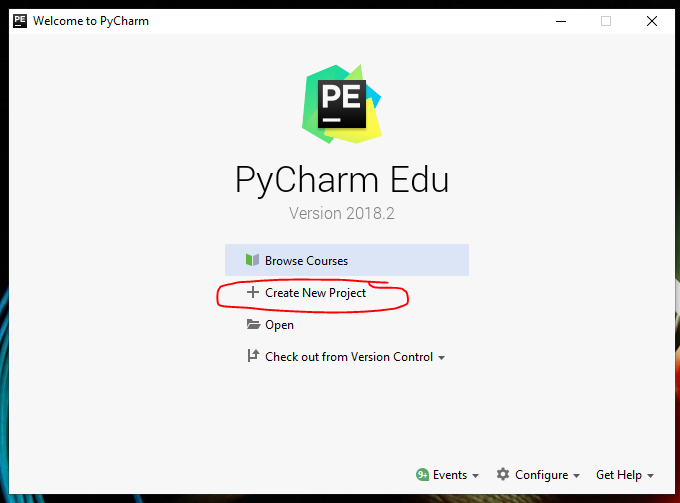 PE Welcome to PyCharm
PE
PyCharm Edu
Version 2018.2
Browse Courses
Create New Project
Open
Check out from Version Control
9+ Events Configure Get Help